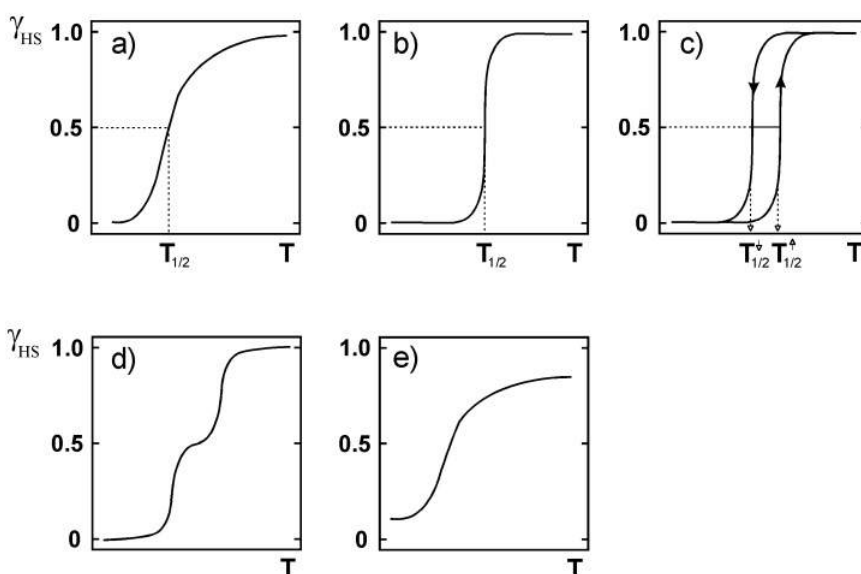 γHS 1.0 a) b) 1.0 c) 1.0
0.5 0.5 0.5
0 0 0
T1/2 T T1/2 T T1/2↓ T1/2↑ T
γHS 1.0 d) 1.0 e)
0.5 0.5
0 0
T T